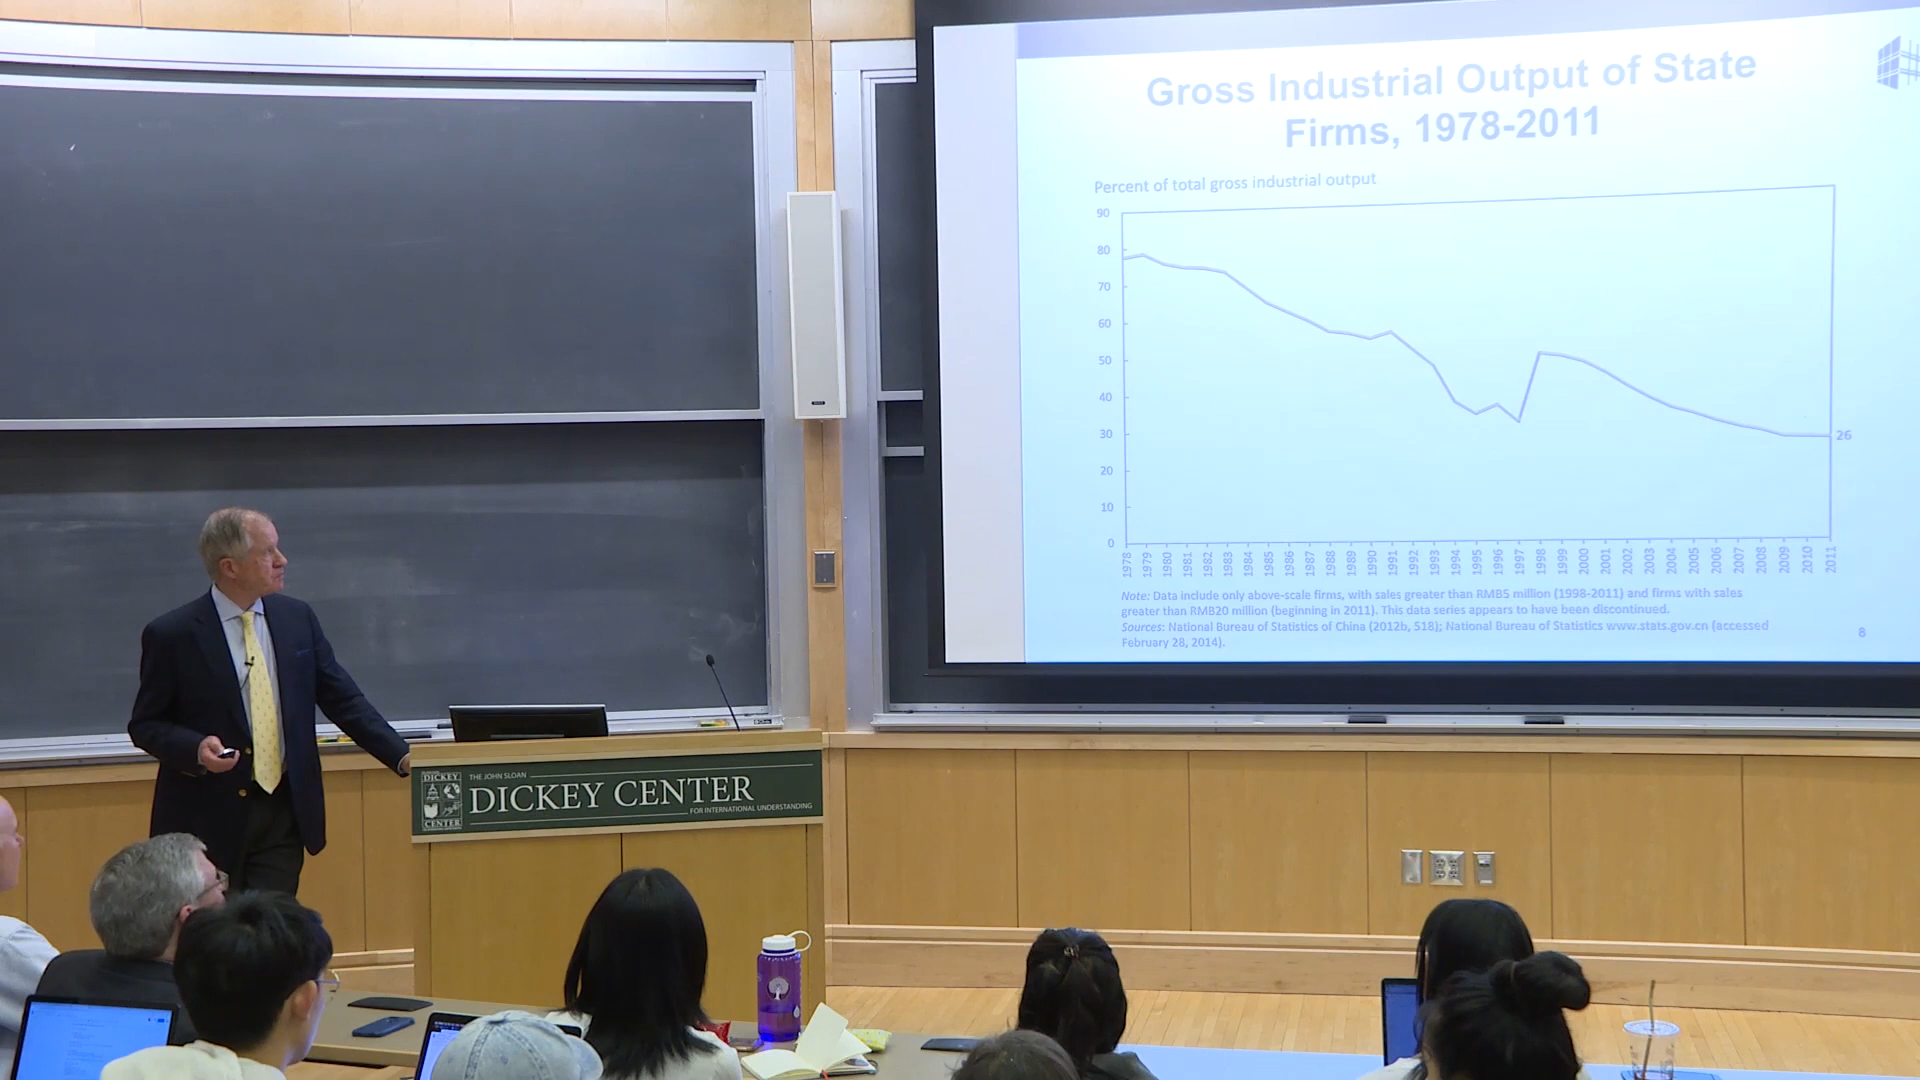 Gross Industrial Output of State
Firms, 1978-2011
Percent of total gross industrial output
90
80
70
60
50
40
30
20
10
0
26
1978 1979 1980 1981 1982 1983 1984 1985 1986 1987 1988 1989 1990 1991 1992 1993 1994 1995 1996 1997 1998 1999 2000 2001 2002 2003 2004 2005 2006 2007 2008 2009 2010 2011
Note: Data include only above-scale firms, with sales greater than RMB5 million (1998-2011) and firms with sales
greater than RMB20 million (beginning in 2011). This data series appears to have been discontinued.
Sources: National Bureau of Statistics of China (2012b, 518); National Bureau of Statistics www.stats.gov.cn (accessed
February 28, 2014).
8
DICKEY
CENTER
THE JOHN SLOAN
DICKEY CENTER
FOR INTERNATIONAL UNDERSTANDING